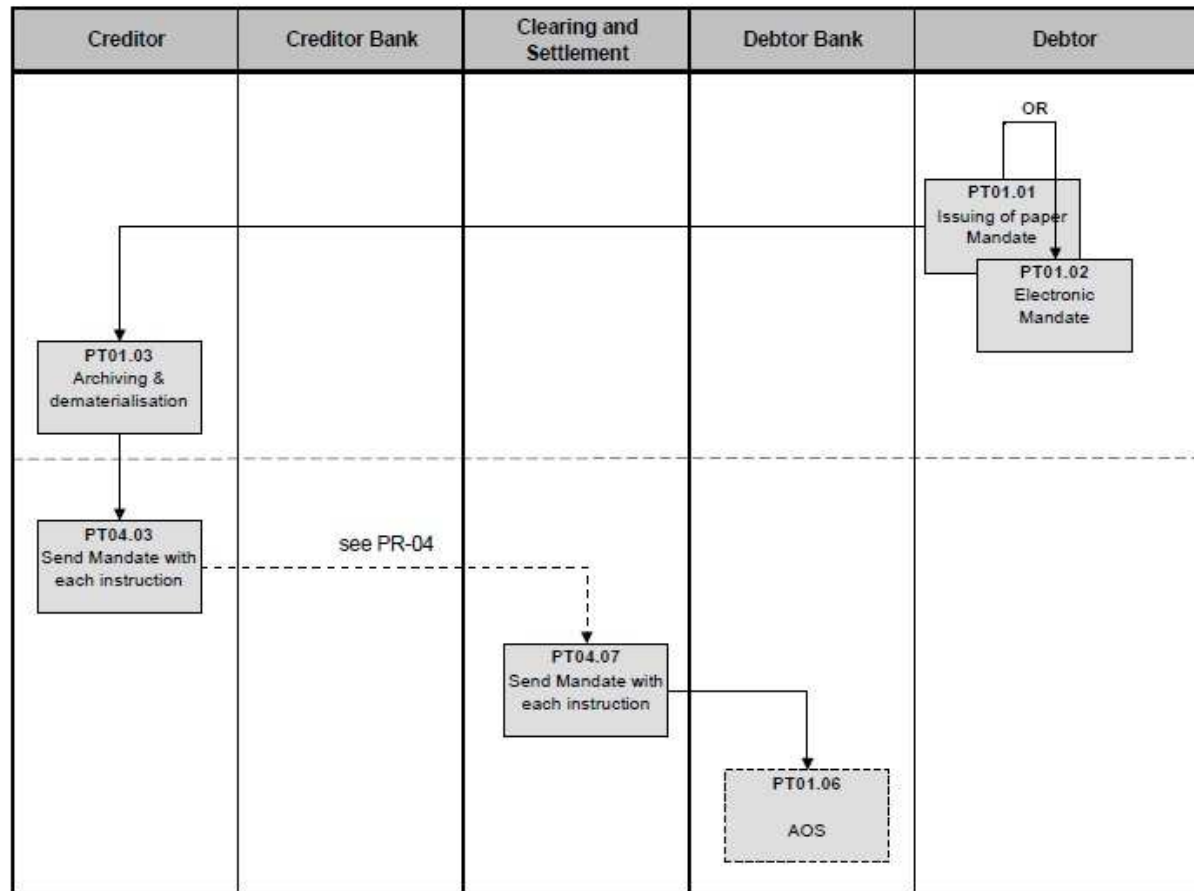 Creditor
Creditor Bank
Clearing and
Settlement
Debtor Bank
Debtor
OR
PT01.01
Issuing of paper
Mandate
PT01.02
Electronic
Mandate
PT01.03
Archiving &
dematerialisation
PT04.03
Send Mandate with
each instruction
see PR-04
PT04.07
Send Mandate with
each instruction
PT01.06
AOS